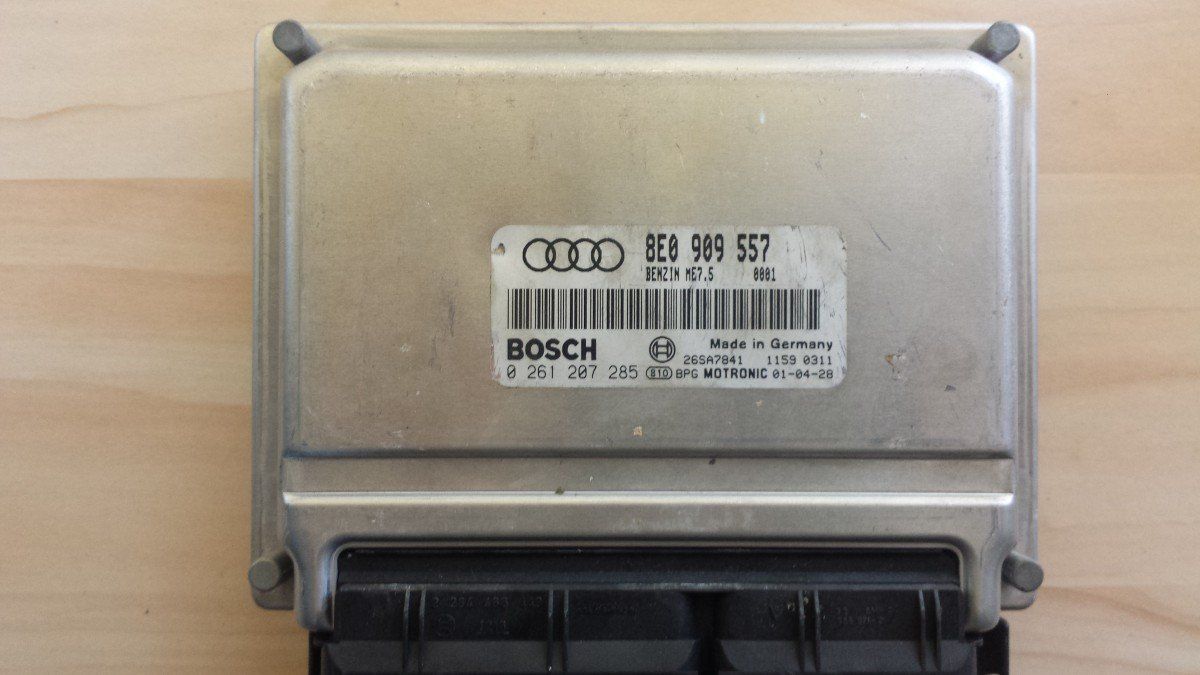 8E0 909 557
BENZIN ME7.5 0001
BOSCH Made in Germany
26SA7841 1159 0311
0 261 207 285 810 BPG MOTRONIC 01-04-28